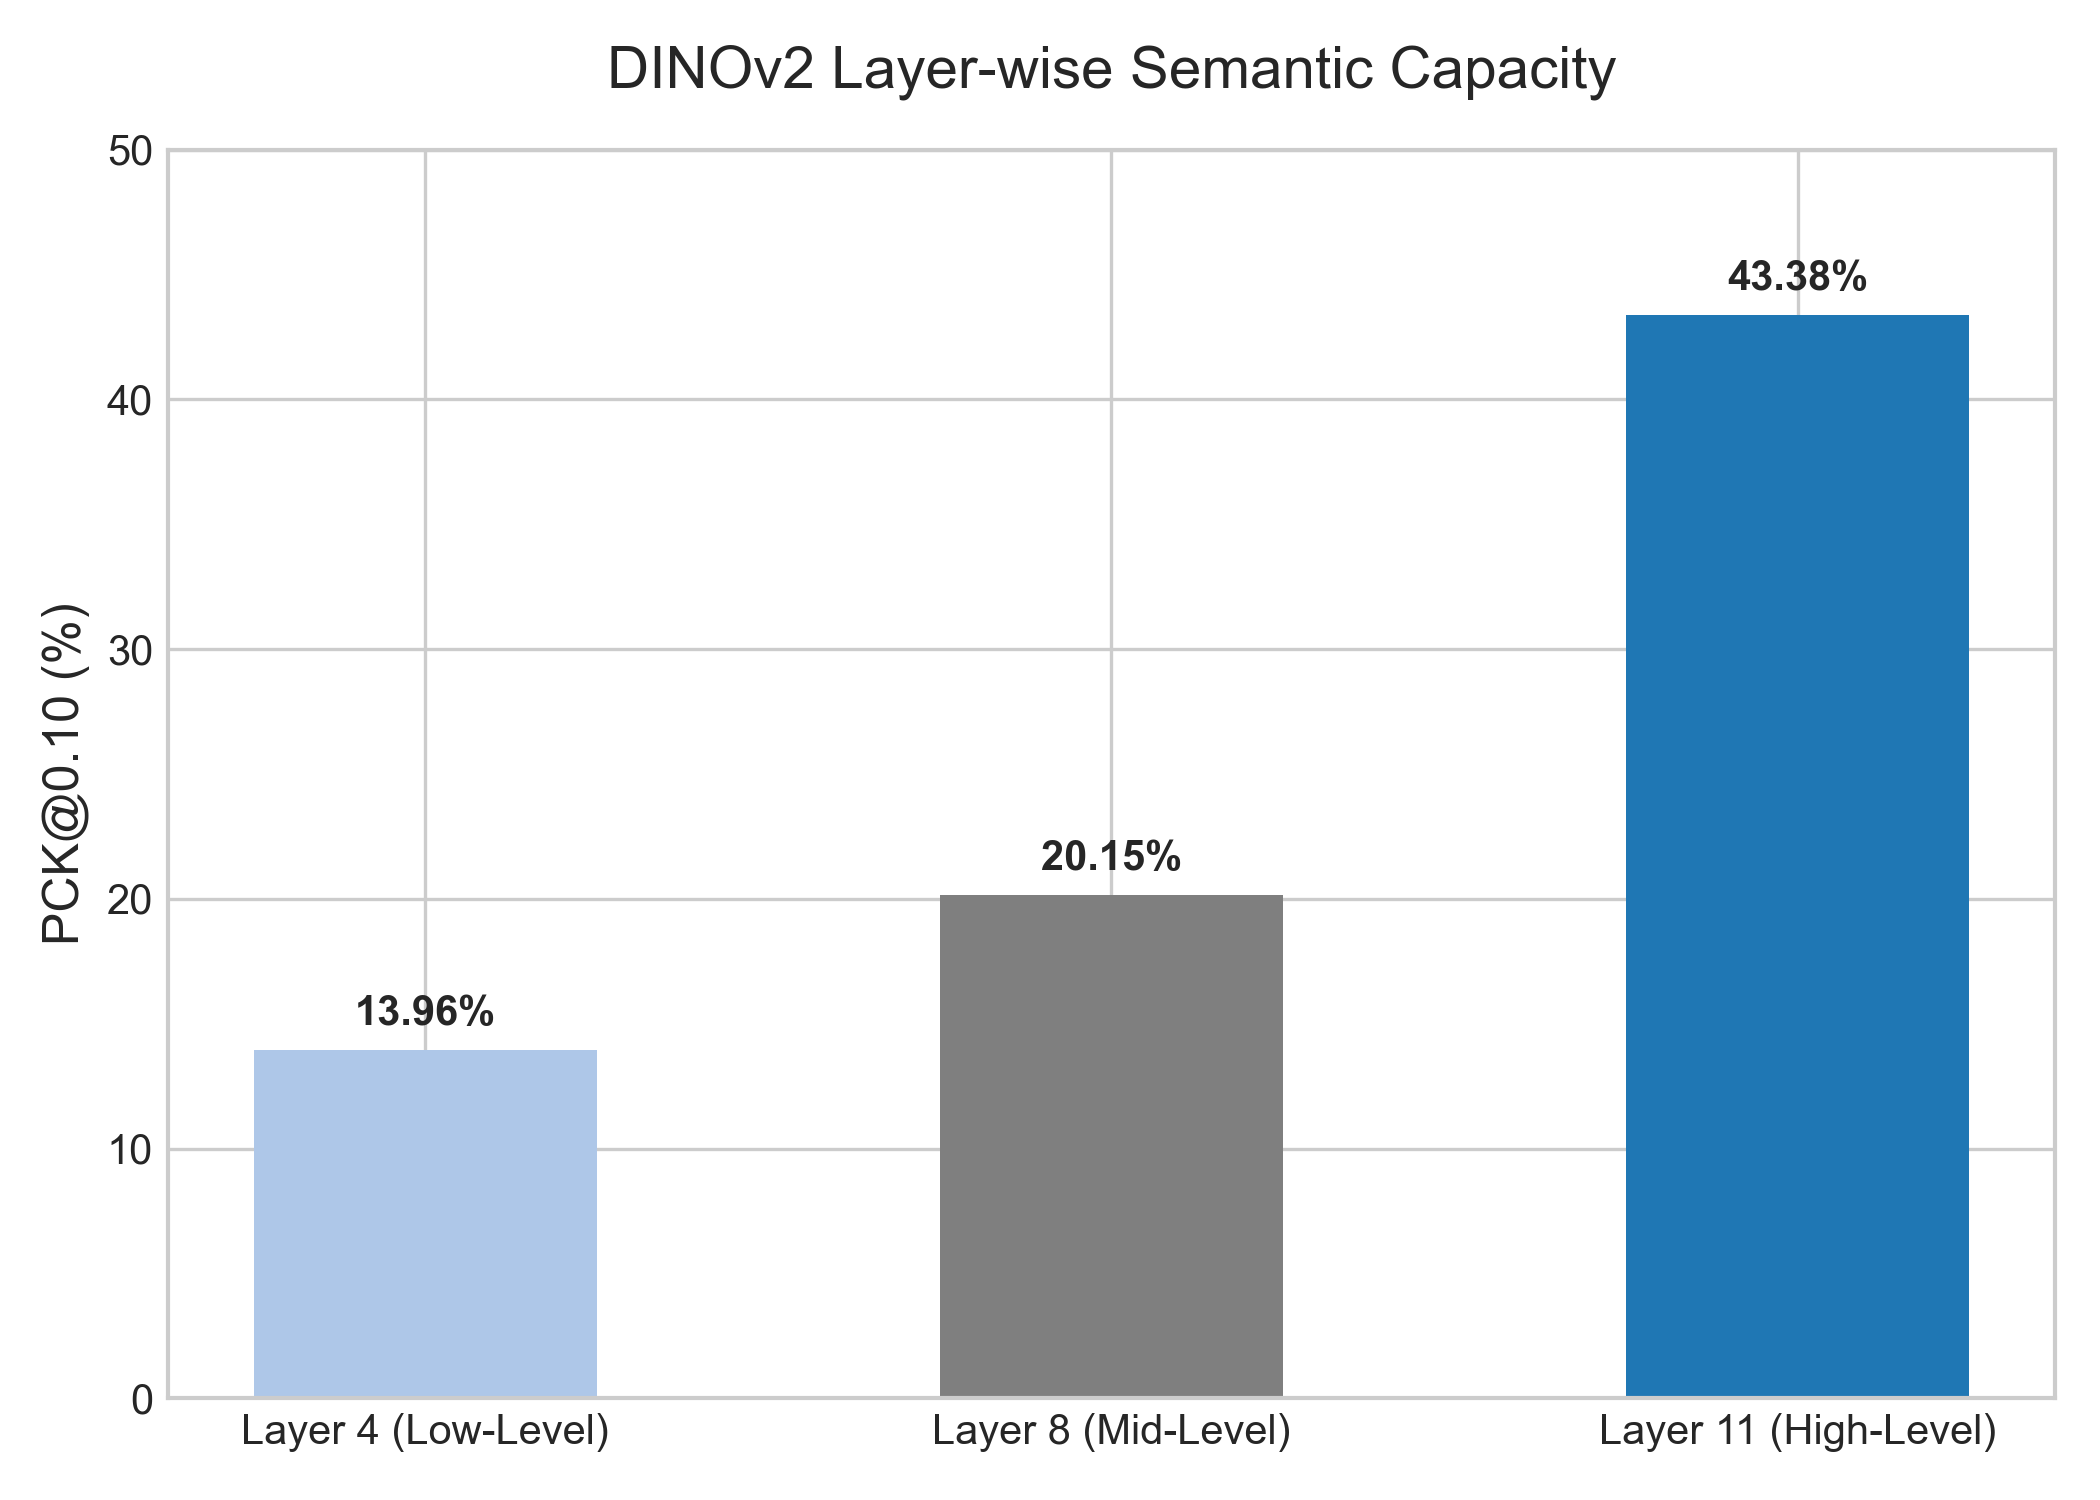 DINOv2 Layer-wise Semantic Capacity
PCK@0.10 (%)
50
40
30
20
10
0
13.96%
20.15%
43.38%
Layer 4 (Low-Level)
Layer 8 (Mid-Level)
Layer 11 (High-Level)